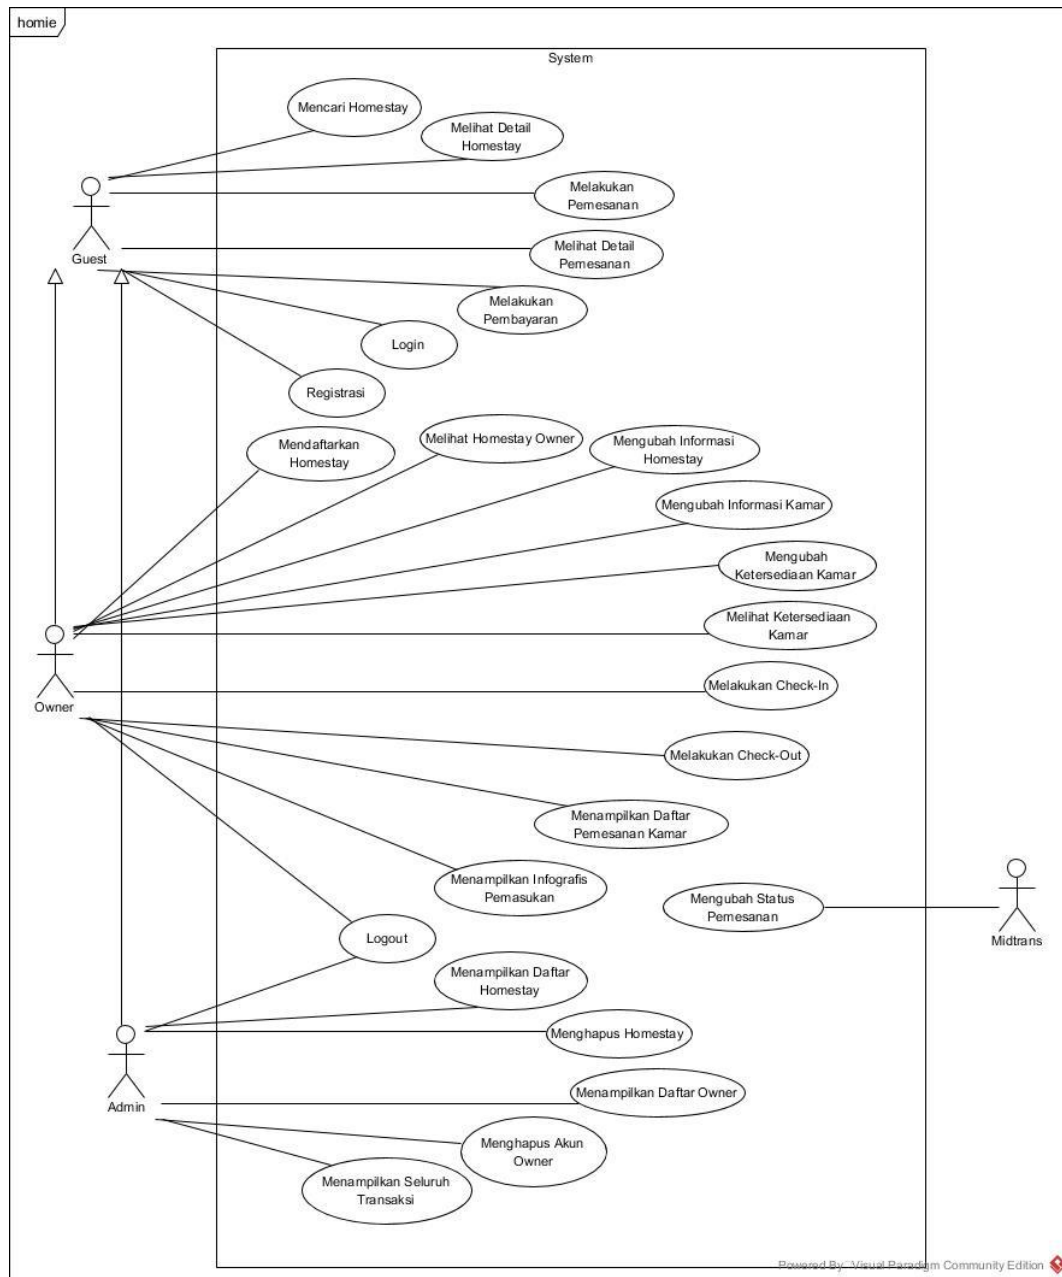 homie
System
Mencari Homestay
Melihat Detail
Homestay
Melakukan
Pemesanan
Guest
Melihat Detail
Pemesanan
Melakukan
Pembayaran
Login
Registrasi
Mendaftarkan
Homestay
Melihat Homestay Owner
Mengubah Informasi
Homestay
Mengubah Informasi Kamar
Mengubah
Ketersediaan Kamar
Melihat Ketersediaan
Kamar
Owner
Melakukan Check-In
Melakukan Check-Out
Menampilkan Daftar
Pemesanan Kamar
Menampilkan Infografis
Pemasukan
Mengubah Status
Pemesanan
Midtrans
Logout
Menampilkan Daftar
Homestay
Menghapus Homestay
Admin
Menampilkan Daftar Owner
Menghapus Akun
Owner
Menampilkan Seluruh
Transaksi
Powered By Visual Paradigm Community Edition